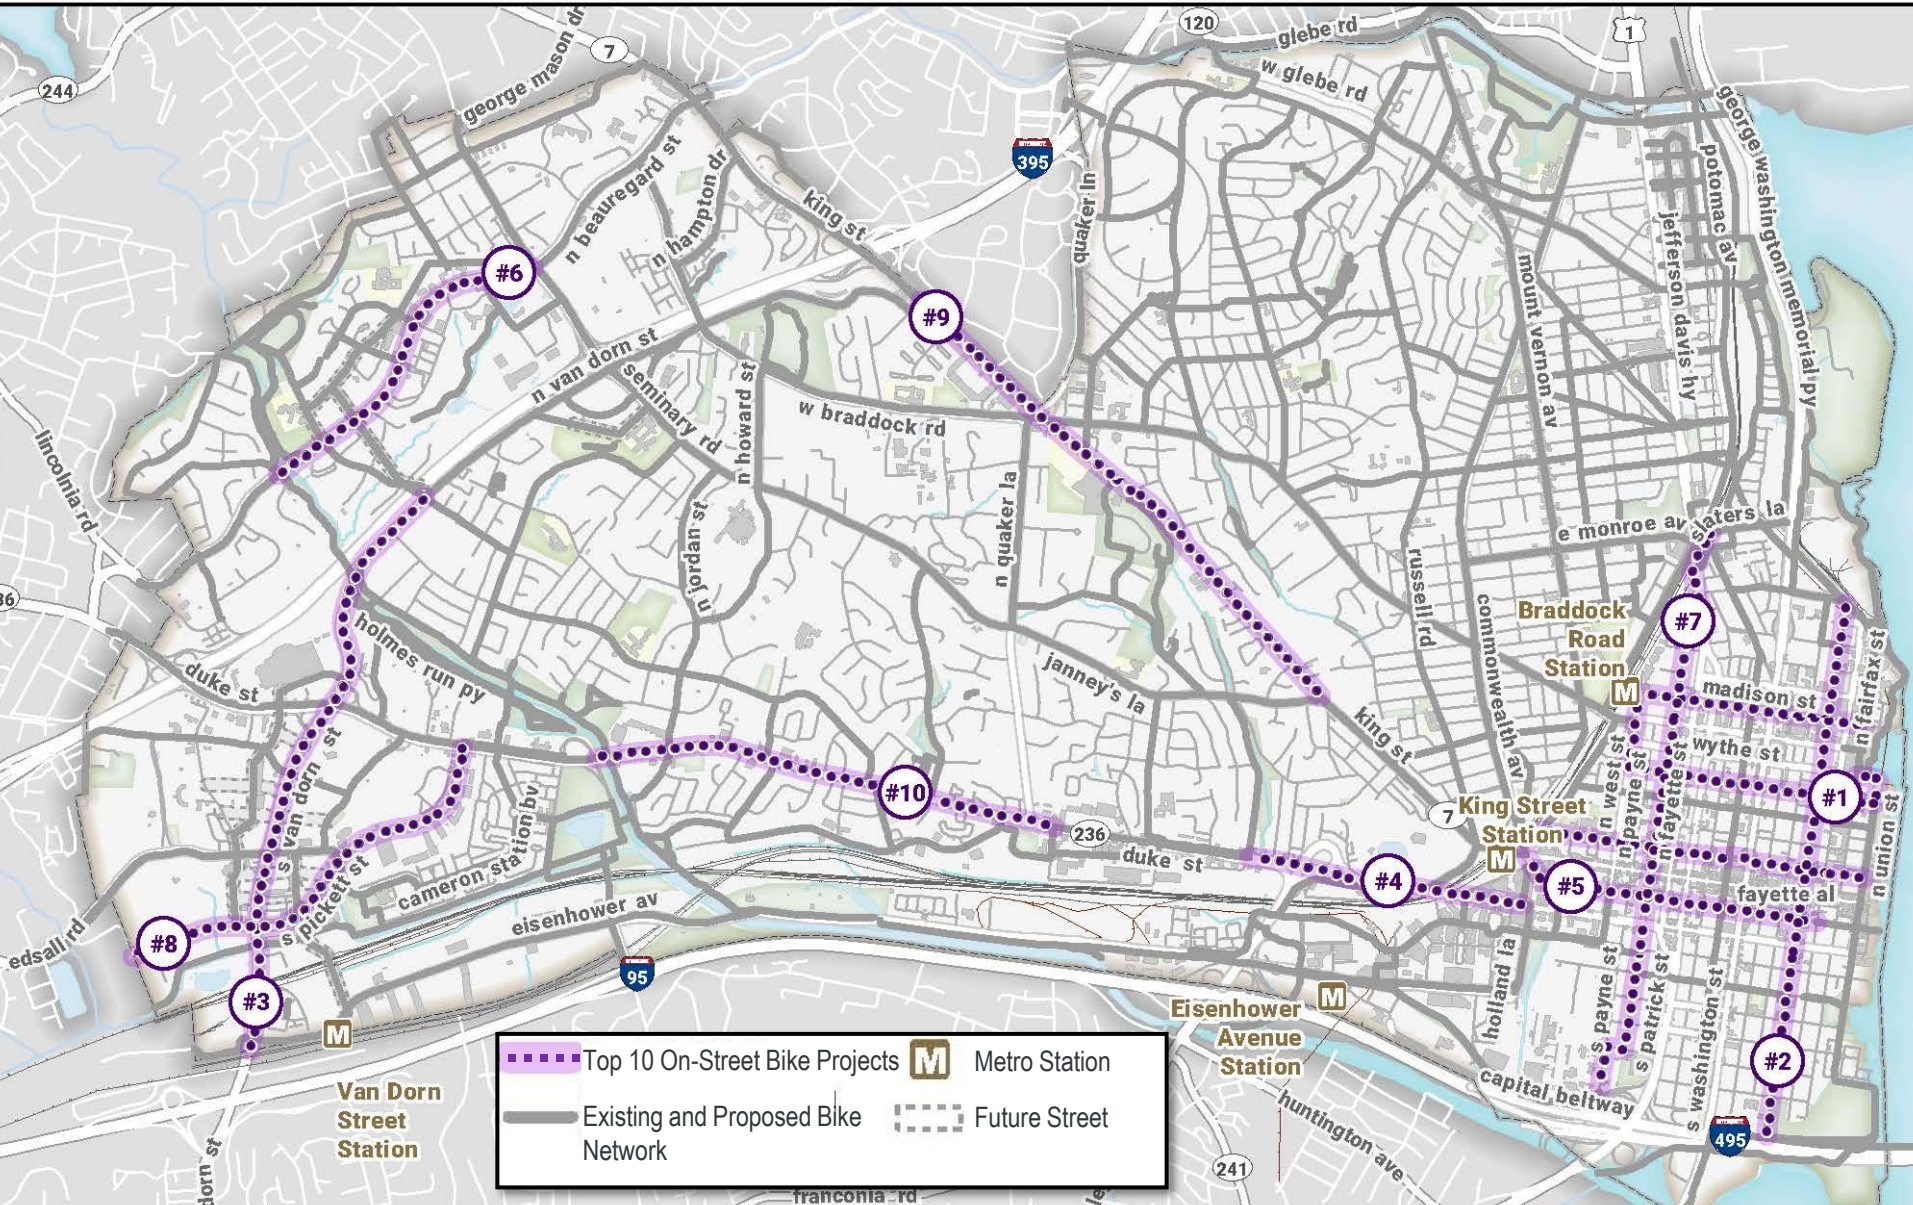 120
glebe rd
1
7
george mason dr
244
w glebe rd
george washington memorial py
395
n beauregard st
n hampton dr
king st
quaker ln
potomac av
jefferson davis hy
mount vernon av
#6
#9
n van dorn st
seminary rd
n howard st
w braddock rd
lincolnia rd
n jordan st
n quaker la
e monroe av
slaters la
russell rd
commonwealth av
Braddock
Road
Station
M
#7
holmes run py
duke st
janney's la
madison st
n fairfax st
king st
wythe st
n west st
n payne st
n fayette st
#1
n union st
s van dorn st
#10
236
7
King Street
Station
M
duke st
#4
#5
fayette al
s pickett st
cameron station bv
eisenhower av
edsall rd
#8
#3
M
95
Van Dorn
Street
Station
holland la
s payne st
s patrick st
s washington st
Eisenhower
Avenue
Station
M
#2
capital beltway
495
huntington ave
241
franconia rd
dorn st
Top 10 On-Street Bike Projects
M
Metro Station
Existing and Proposed Bike
Network
Future Street